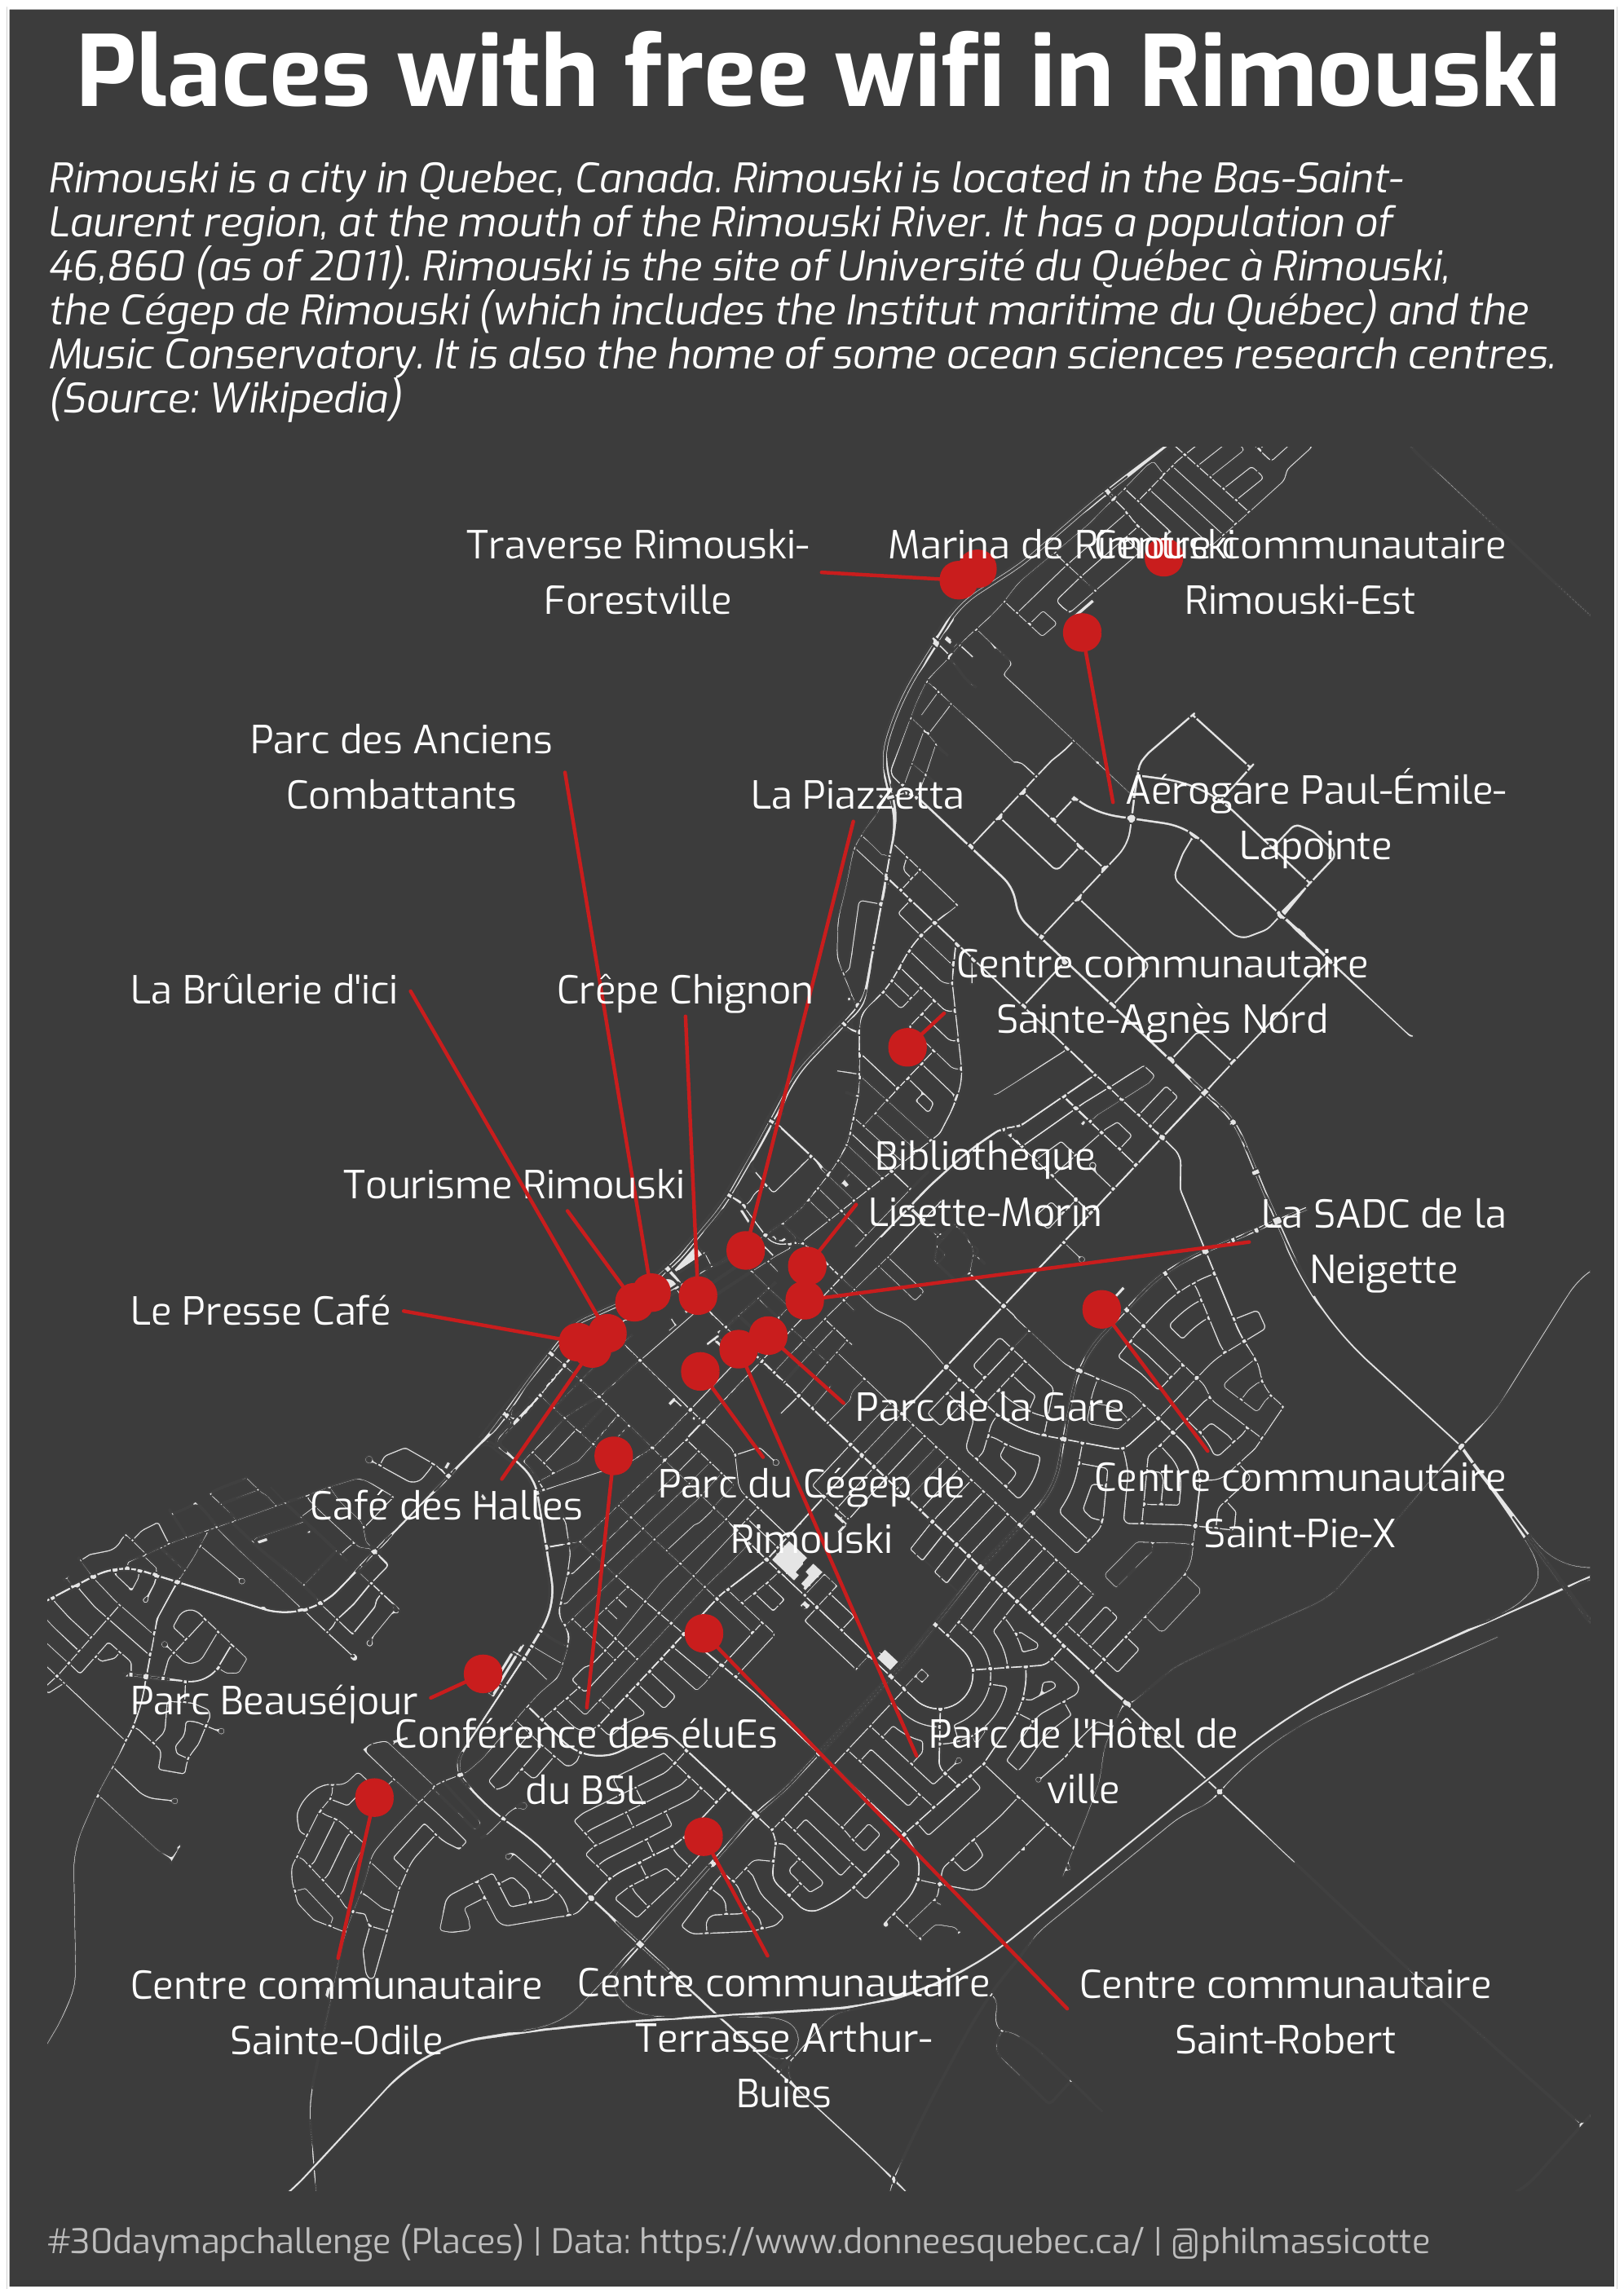 Places with free wifi in Rimouski
Rimouski is a city in Quebec, Canada. Rimouski is located in the Bas-Saint-
Laurent region, at the mouth of the Rimouski River. It has a population of
46,860 (as of 2011). Rimouski is the site of Université du Québec à Rimouski,
the Cégep de Rimouski (which includes the Institut maritime du Québec) and the
Music Conservatory. It is also the home of some ocean sciences research centres.
(Source: Wikipedia)
Traverse Rimouski-
Forestville
Marina de Rimouski
Centre communautaire
Rimouski-Est
Parc des Anciens
Combattants
La Piazzetta
Aérogare Paul-Émile-
Lapointe
La Brûlerie d'ici
Crêpe Chignon
Centre communautaire
Sainte-Agnès Nord
Tourisme Rimouski
Bibliothèque
Lisette-Morin
La SADC de la
Neigette
Le Presse Café
Parc de la Gare
Café des Halles
Parc du Cégep de
Rimouski
Centre communautaire
Saint-Pie-X
Parc Beauséjour
Conférence des éluEs
du BSL
Parc de l'Hôtel de
ville
Centre communautaire
Sainte-Odile
Centre communautaire
Terrasse Arthur-
Buies
Centre communautaire
Saint-Robert
#30daymapchallenge (Places) | Data: https://www.donneesquebec.ca/ | @philmassicotte